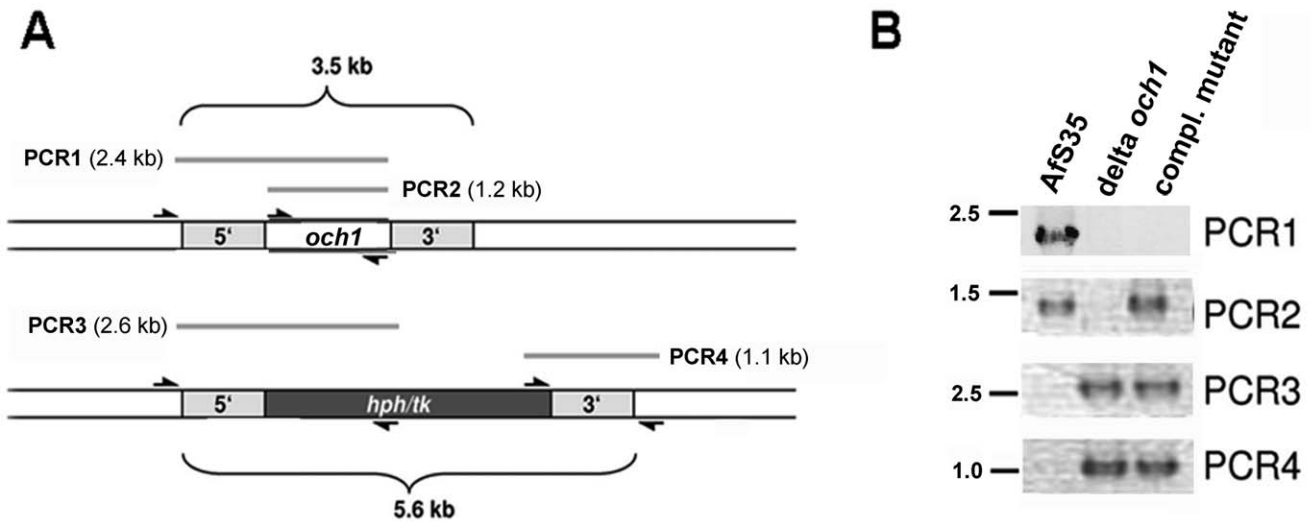 A
3.5 kb
PCR1 (2.4 kb)
PCR2 (1.2 kb)
5‘ och1 3‘
PCR3 (2.6 kb)
PCR4 (1.1 kb)
5‘ hph/tk 3‘
5.6 kb
B
AfS35
delta och1
compl. mutant
2.5 PCR1
1.5 PCR2
2.5 PCR3
1.0 PCR4